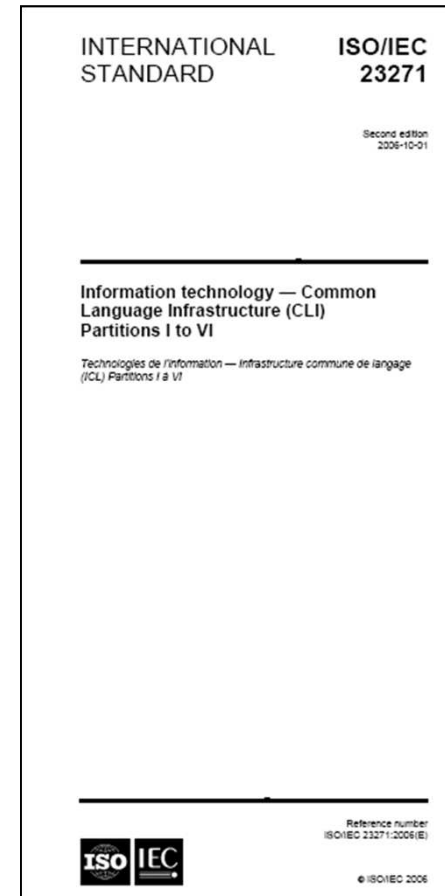 INTERNATIONAL STANDARD
ISO/IEC 23271
Second edition
2006-10-01
Information technology — Common
Language Infrastructure (CLI)
Partitions I to VI
Technologies de l'information — Infrastructure commune de langage
(ICL) Partitions I à VI
Reference number
ISO/IEC 23271:2006(E)
ISO IEC
© ISO/IEC 2006